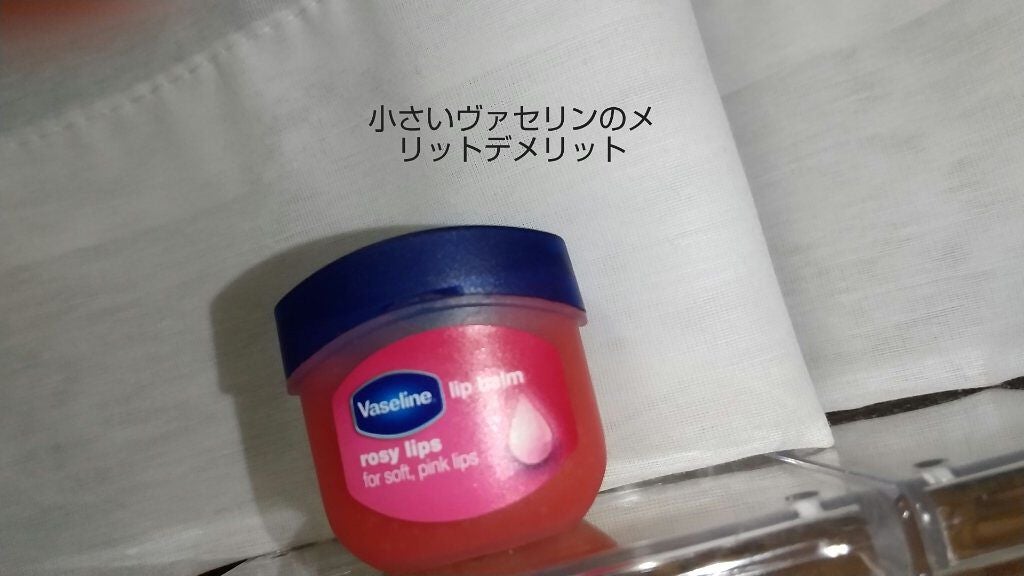 小さいヴァセリンのメ
リットデメリット
Vaseline lip balm
rosy lips
for soft, pink lips